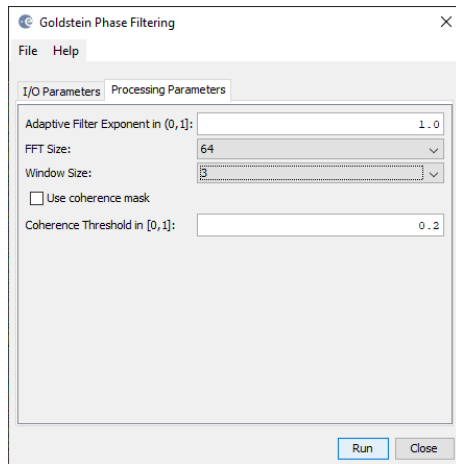 Goldstein Phase Filtering
File Help
I/O Parameters Processing Parameters
Adaptive Filter Exponent in (0,1]: 1.0
FFT Size: 64
Window Size: 3
Use coherence mask
Coherence Threshold in [0,1]: 0.2
Run Close